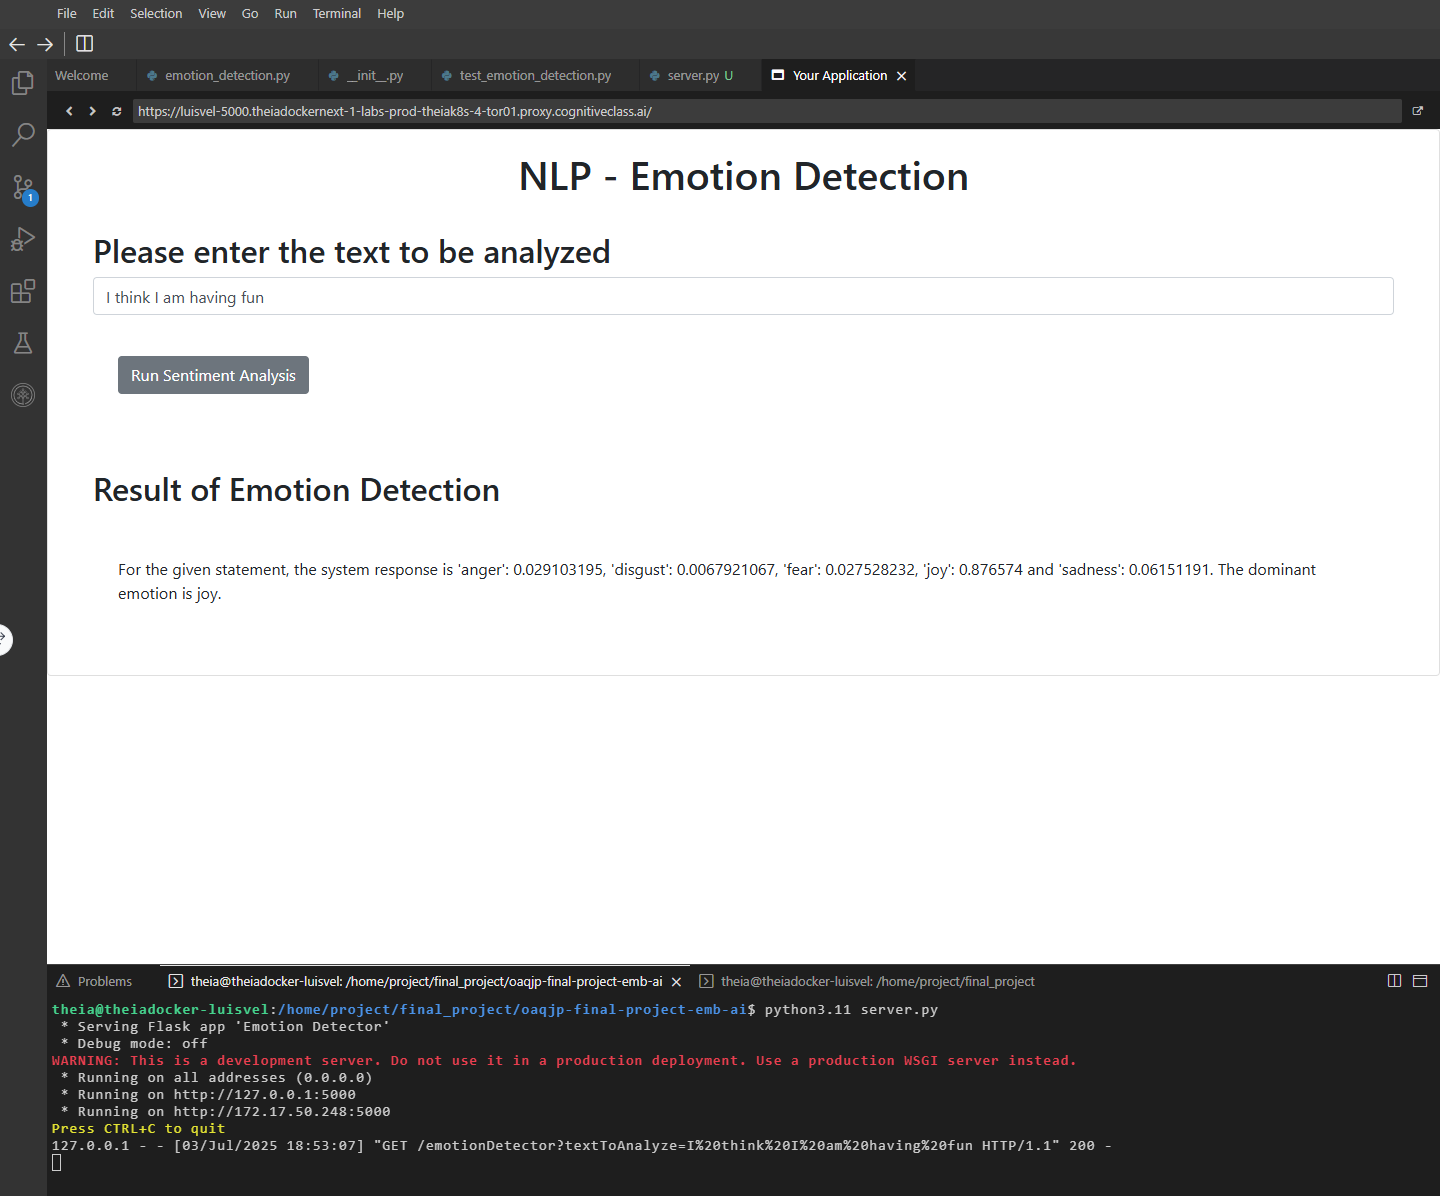 File Edit Selection View Go Run Terminal Help
Welcome emotion_detection.py __init__.py test_emotion_detection.py server.py U Your Application
https://luisvel-5000.theiadockernext-1-labs-prod-theiak8s-4-tor01.proxy.cognitiveclass.ai/
NLP - Emotion Detection
1
Please enter the text to be analyzed
I think I am having fun
Run Sentiment Analysis
Result of Emotion Detection
For the given statement, the system response is 'anger': 0.029103195, 'disgust': 0.0067921067, 'fear': 0.027528232, 'joy': 0.876574 and 'sadness': 0.06151191. The dominant
emotion is joy.
Problems theia@theiadocker-luisvel: /home/project/final_project/oaqjp-final-project-emb-ai theia@theiadocker-luisvel: /home/project/final_project
theia@theiadocker-luisvel:/home/project/final_project/oaqjp-final-project-emb-ai$ python3.11 server.py
* Serving Flask app 'Emotion Detector'
* Debug mode: off
WARNING: This is a development server. Do not use it in a production deployment. Use a production WSGI server instead.
* Running on all addresses (0.0.0.0)
* Running on http://127.0.0.1:5000
* Running on http://172.17.50.248:5000
Press CTRL+C to quit
127.0.0.1 - - [03/Jul/2025 18:53:07] "GET /emotionDetector?textToAnalyze=I%20think%20I%20am%20having%20fun HTTP/1.1" 200 -